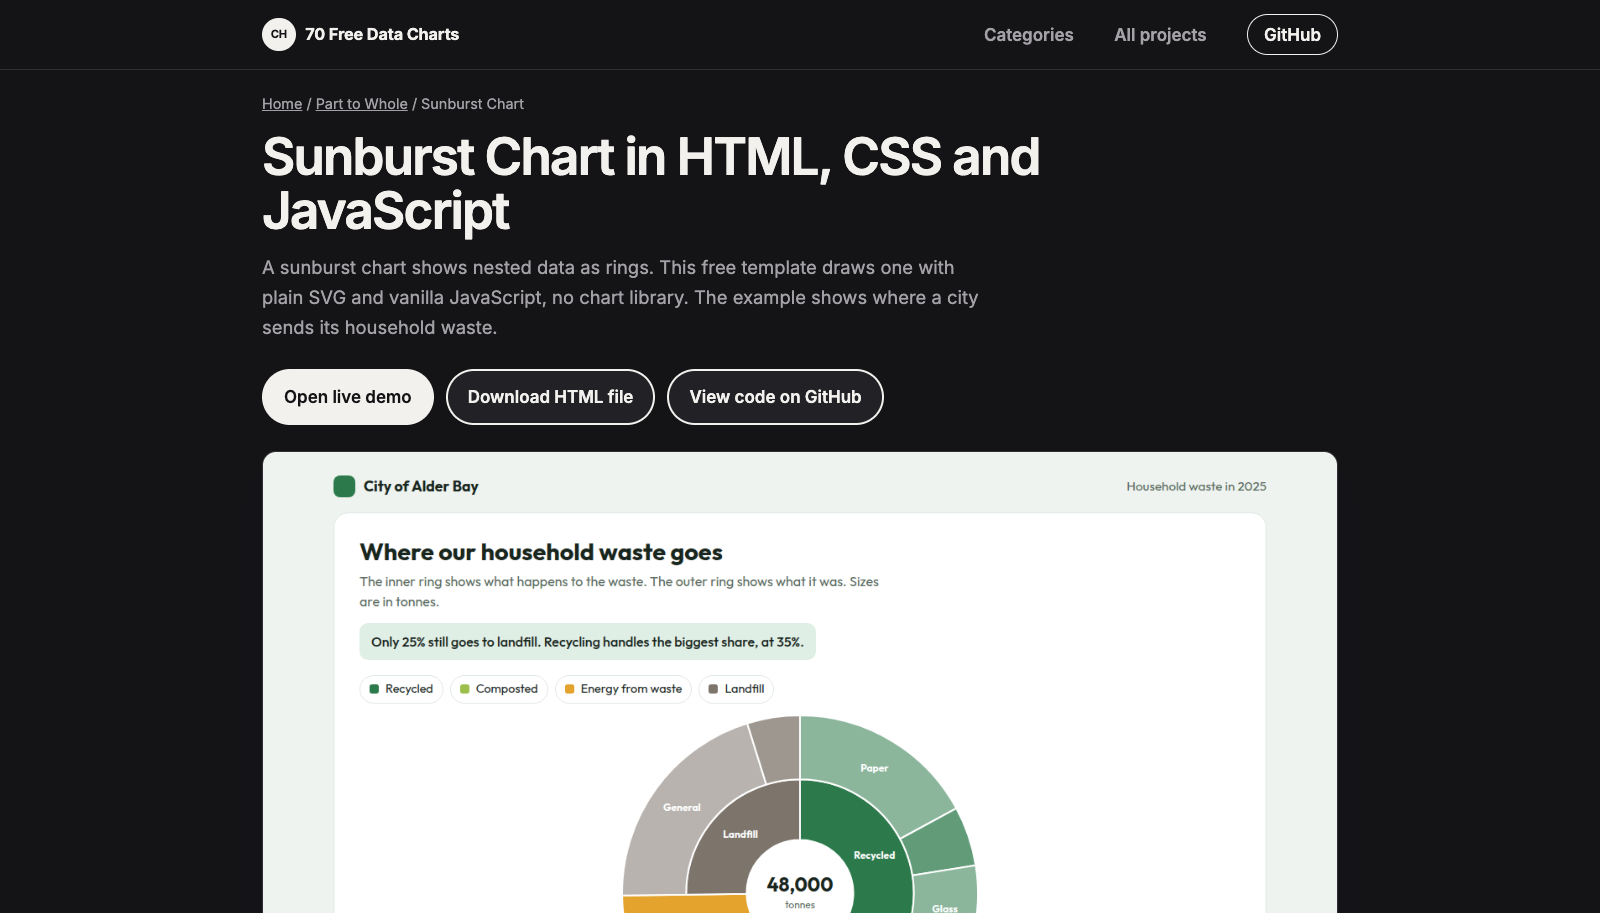 CH 70 Free Data Charts
Categories
All projects
GitHub
Home / Part to Whole / Sunburst Chart
Sunburst Chart in HTML, CSS and
JavaScript
A sunburst chart shows nested data as rings. This free template draws one with
plain SVG and vanilla JavaScript, no chart library. The example shows where a city
sends its household waste.
Open live demo
Download HTML file
View code on GitHub
City of Alder Bay
Household waste in 2025
Where our household waste goes
The inner ring shows what happens to the waste. The outer ring shows what it was. Sizes
are in tonnes.
Only 25% still goes to landfill. Recycling handles the biggest share, at 35%.
Recycled
Composted
Energy from waste
Landfill
Paper
General
Landfill
Recycled
48,000
tonnes
Glass